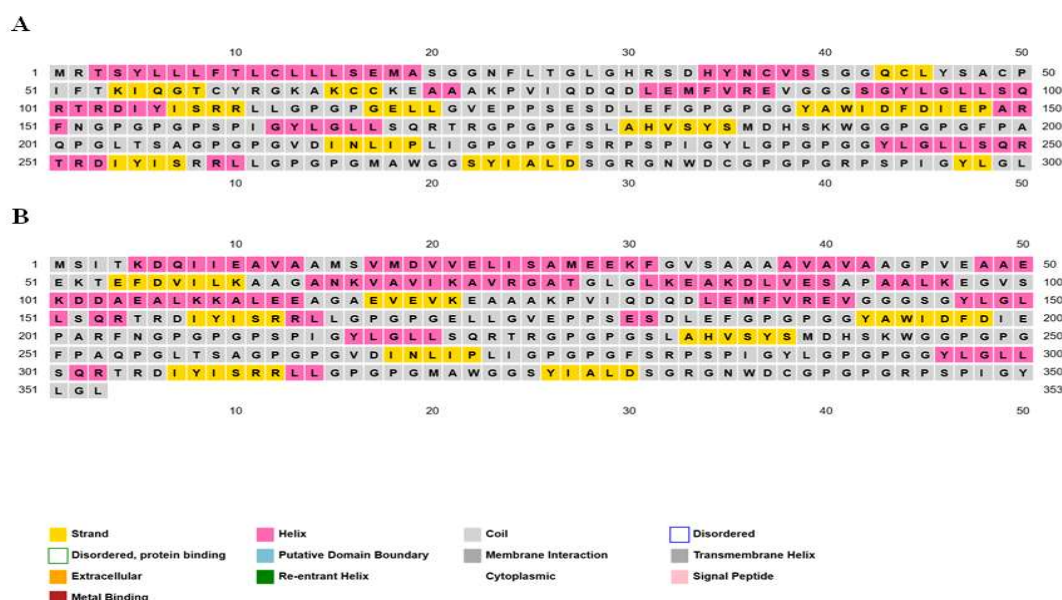 A
10 20 30 40 50
1 M R T S Y L L L F T L C L L L S E M A S G G N F L T G L G H R S D H Y N C V S S G G Q C L Y S A C P 50
51 I F T K I Q G T C Y R G K A K C C K E A A A K P V I Q D Q D L E M F V R E V G G G S G Y L G L L S Q 100
101 R T R D I Y I S R R L L G P G P G E L L G V E P P S E S D L E F G P G P G G Y A W I D F D I E P A R 150
151 F N G P G P G P S P I G Y L G L L S Q R T R G P G P G S L A H V S Y S M D H S K W G G P G P G F P A 200
201 Q P G L T S A G P G P G V D I N L I P L I G P G P G F S R P S P I G Y L G P G P G G Y L G L L S Q R 250
251 T R D I Y I S R R L L G P G P G M A W G G S Y I A L D S G R G N W D C G P G P G R P S P I G Y L G L 300
10 20 30 40 50
B
10 20 30 40 50
1 M S I T K D Q I I E A V A A M S V M D V V E L I S A M E E K F G V S A A A A V A V A A G P V E A A E 50
51 E K T E F D V I L K A A G A N K V A V I K A V R G A T G L G L K E A K D L V E S A P A A L K E G V S 100
101 K D D A E A L K K A L E E A G A E V E V K E A A A K P V I Q D Q D L E M F V R E V G G G S G Y L G L 150
151 L S Q R T R D I Y I S R R L L G P G P G E L L G V E P P S E S D L E F G P G P G G Y A W I D F D I E 200
201 P A R F N G P G P G P S P I G Y L G L L S Q R T R G P G P G S L A H V S Y S M D H S K W G G P G P G 250
251 F P A Q P G L T S A G P G P G V D I N L I P L I G P G P G F S R P S P I G Y L G P G P G G Y L G L L 300
301 S Q R T R D I Y I S R R L L G P G P G M A W G G S Y I A L D S G R G N W D C G P G P G R P S P I G Y 350
351 L G L 353
10 20 30 40 50
Strand Helix Coil Disordered
Disordered, protein binding Putative Domain Boundary Membrane Interaction Transmembrane Helix
Extracellular Re-entrant Helix Cytoplasmic Signal Peptide
Metal Binding